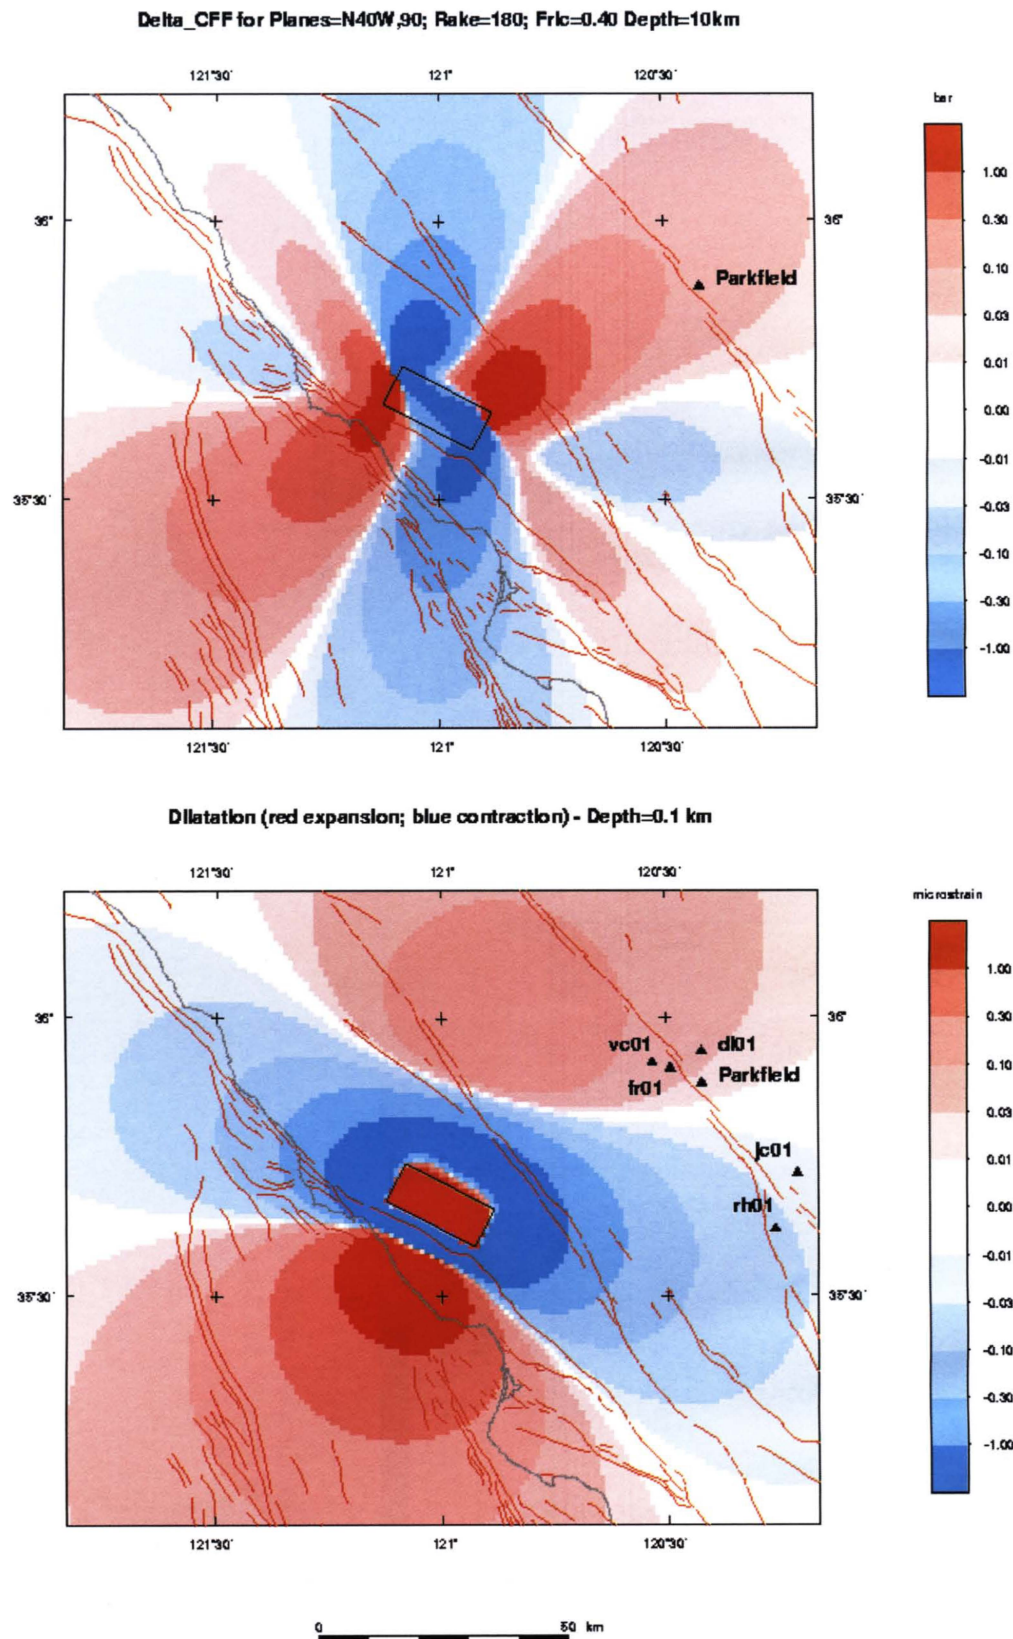 Delta_CFF for Planes=N40W,90; Rake=180; Fric=0.40 Depth=10km
121°30' 121° 120°30'
bar
1.00
36° 36°
0.30
Parkfield
0.10
0.03
0.01
0.00
-0.01
35°30' 35°30'
-0.03
-0.10
-0.30
-1.00
121°30' 121° 120°30'
Dilatation (red expansion; blue contraction) - Depth=0.1 km
121°30' 121° 120°30'
microstrain
1.00
36° 36°
0.30
vc01 dl01
0.10
fr01 Parkfield
0.03
jc01
0.01
rh01
0.00
-0.01
35°30' 35°30'
-0.03
-0.10
-0.30
-1.00
121°30' 121° 120°30'
0 50 km